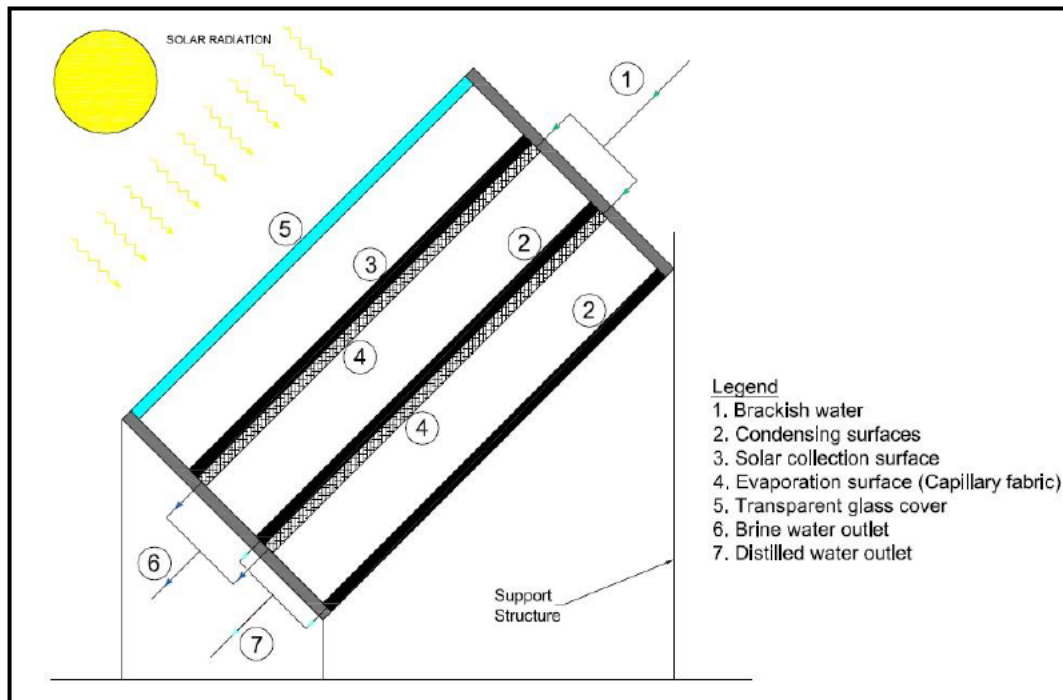 SOLAR RADIATION
1
5
3
2
2
4
4
6
7
Support
Structure
Legend
1. Brackish water
2. Condensing surfaces
3. Solar collection surface
4. Evaporation surface (Capillary fabric)
5. Transparent glass cover
6. Brine water outlet
7. Distilled water outlet